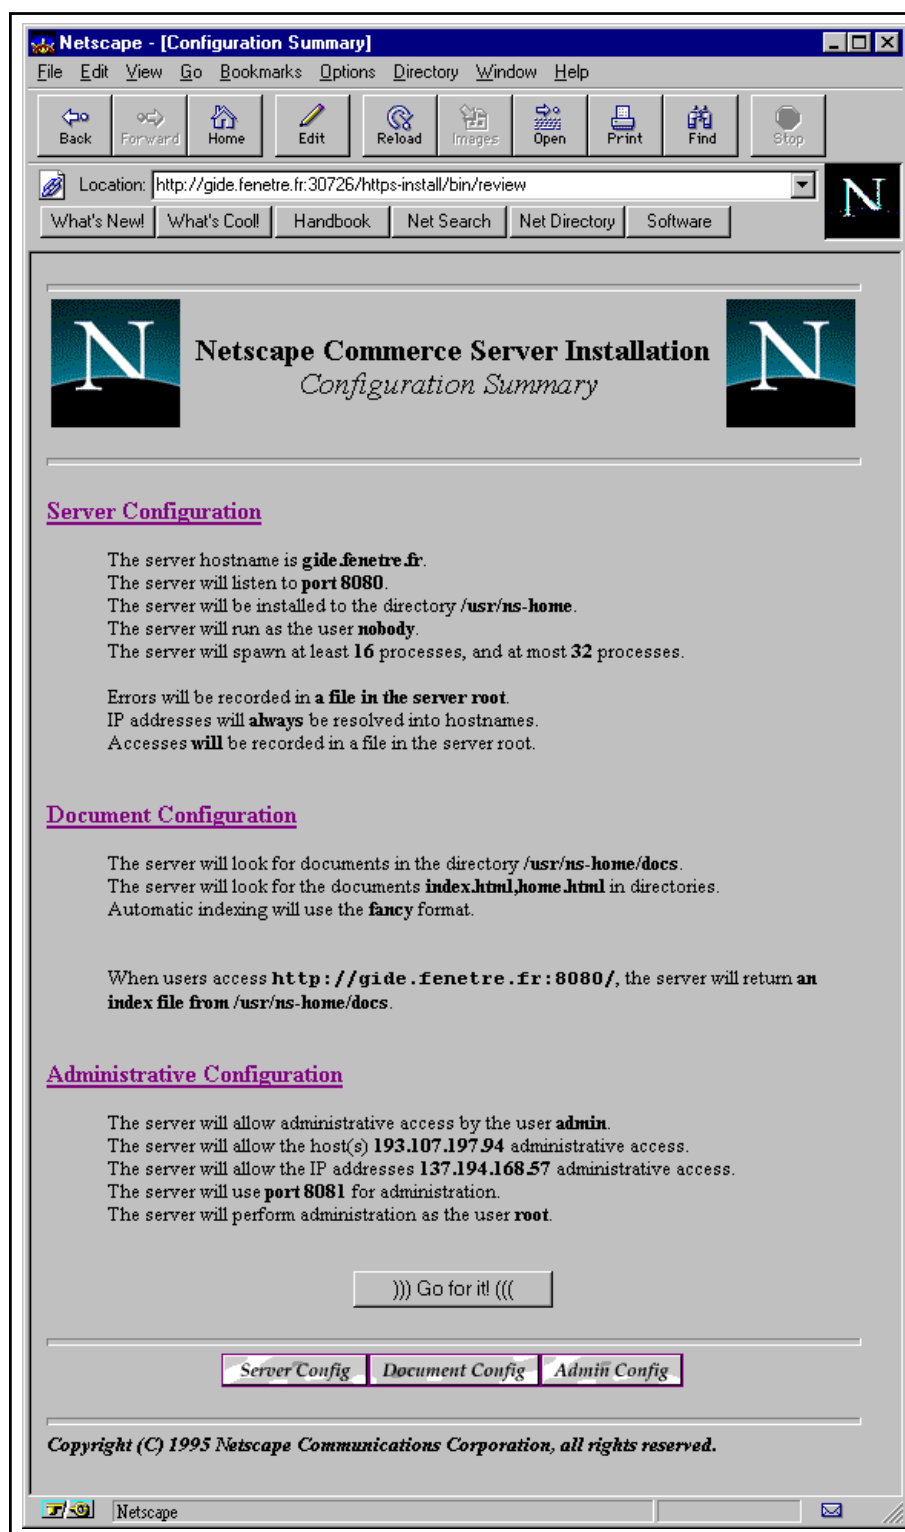 Netscape - [Configuration Summary]
File Edit View Go Bookmarks Options Directory Window Help
Back Forward Home Edit Reload Images Open Print Find Stop
Location: http://gide.fenetre.fr:30726/https-install/bin/review
N
What's New! What's Cool! Handbook Net Search Net Directory Software
N
Netscape Commerce Server Installation
Configuration Summary
N
Server Configuration
The server hostname is gide.fenetre.fr.
The server will listen to port 8080.
The server will be installed to the directory /usr/ns-home.
The server will run as the user nobody.
The server will spawn at least 16 processes, and at most 32 processes.
Errors will be recorded in a file in the server root.
IP addresses will always be resolved into hostnames.
Accesses will be recorded in a file in the server root.
Document Configuration
The server will look for documents in the directory /usr/ns-home/docs.
The server will look for the documents index.html,home.html in directories.
Automatic indexing will use the fancy format.
When users access http://gide.fenetre.fr:8080/, the server will return an
index file from /usr/ns-home/docs.
Administrative Configuration
The server will allow administrative access by the user admin.
The server will allow the host(s) 193.107.197.94 administrative access.
The server will allow the IP addresses 137.194.168.57 administrative access.
The server will use port 8081 for administration.
The server will perform administration as the user root.
))) Go for it! (((
Server Config Document Config Admin Config
Copyright (C) 1995 Netscape Communications Corporation, all rights reserved.
Netscape